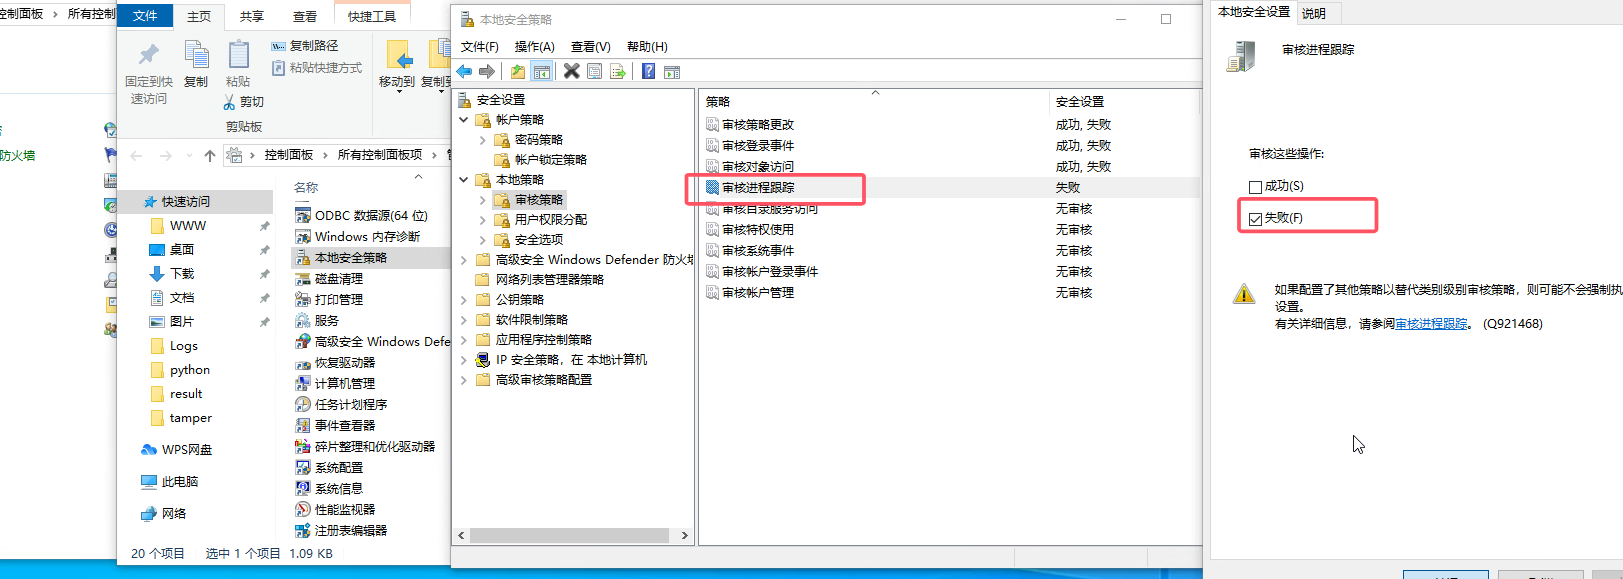 控制面板 > 所有控制
防火墙
文件 主页 共享 查看 快捷工具
固定到快速访问
复制
粘贴
复制路径
粘贴快捷方式
剪切
移动到
剪贴板
控制面板 > 所有控制面板项 >
快速访问
WWW
桌面
下载
文档
图片
Logs
python
result
tamper
WPS网盘
此电脑
网络
名称
ODBC 数据源(64 位)
Windows 内存诊断
本地安全策略
磁盘清理
打印管理
服务
高级安全 Windows Defe
恢复驱动器
计算机管理
任务计划程序
事件查看器
碎片整理和优化驱动器
系统配置
系统信息
性能监视器
注册表编辑器
20 个项目 选中 1 个项目 1.09 KB
本地安全策略
文件(F) 操作(A) 查看(V) 帮助(H)
安全设置
帐户策略
密码策略
帐户锁定策略
本地策略
审核策略
用户权限分配
安全选项
高级安全 Windows Defender 防火墙
网络列表管理器策略
公钥策略
软件限制策略
应用程序控制策略
IP 安全策略，在 本地计算机
高级审核策略配置
策略 安全设置
审核策略更改 成功, 失败
审核登录事件 成功, 失败
审核对象访问 成功, 失败
审核进程跟踪 失败
审核目录服务访问 无审核
审核特权使用 无审核
审核系统事件 无审核
审核帐户登录事件 无审核
审核帐户管理 无审核
本地安全设置 说明
审核进程跟踪
审核这些操作:
成功(S)
失败(F)
如果配置了其他策略以替代类别级别审核策略，则可能不会强制执
设置。
有关详细信息，请参阅审核进程跟踪。 (Q921468)